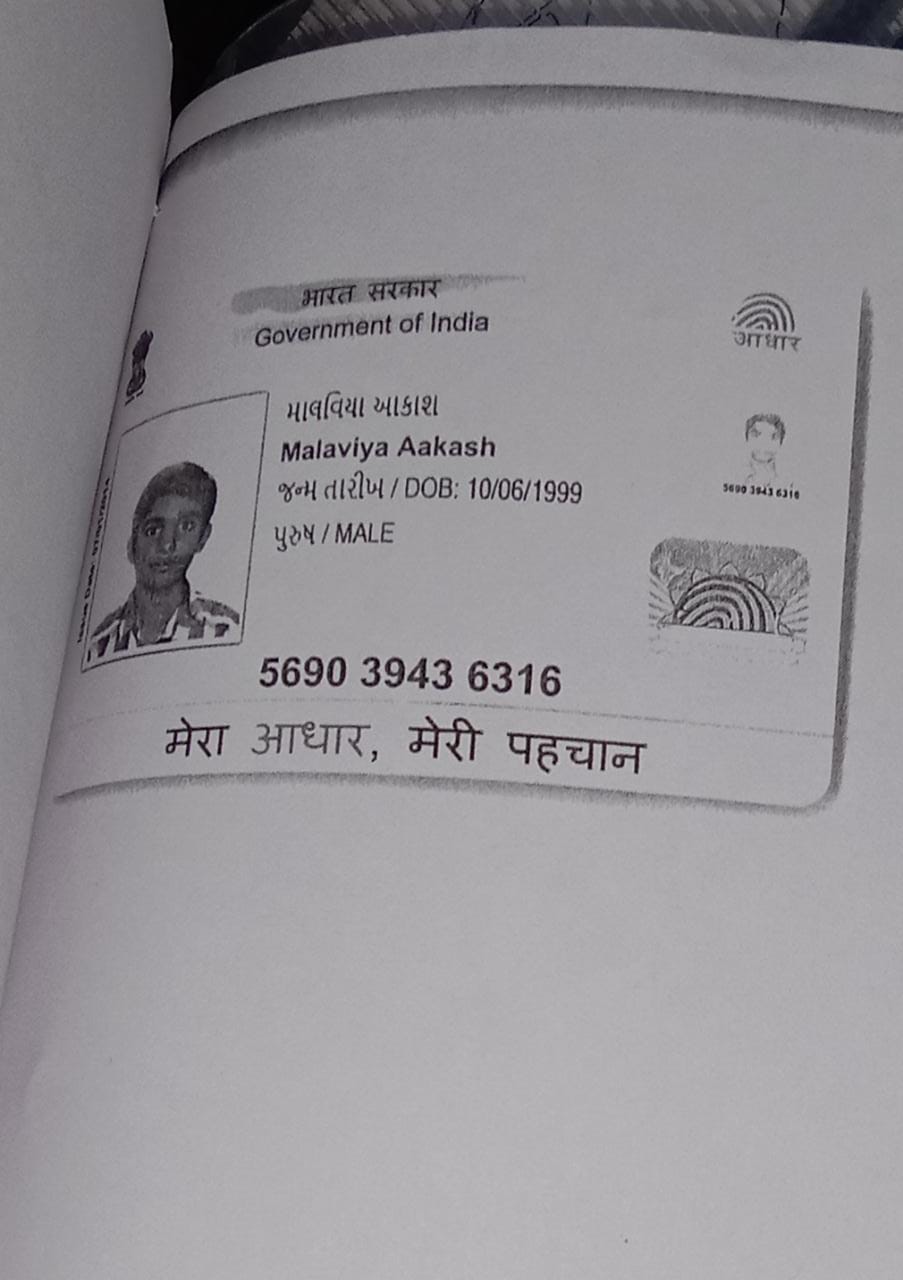 भारत सरकार
Government of India
आधार
માલવિયા આકાશ
Malaviya Aakash
જન્મ તારીખ / DOB: 10/06/1999
પુરુષ / MALE
5690 3943 6316
5690 3943 6316
मेरा आधार, मेरी पहचान